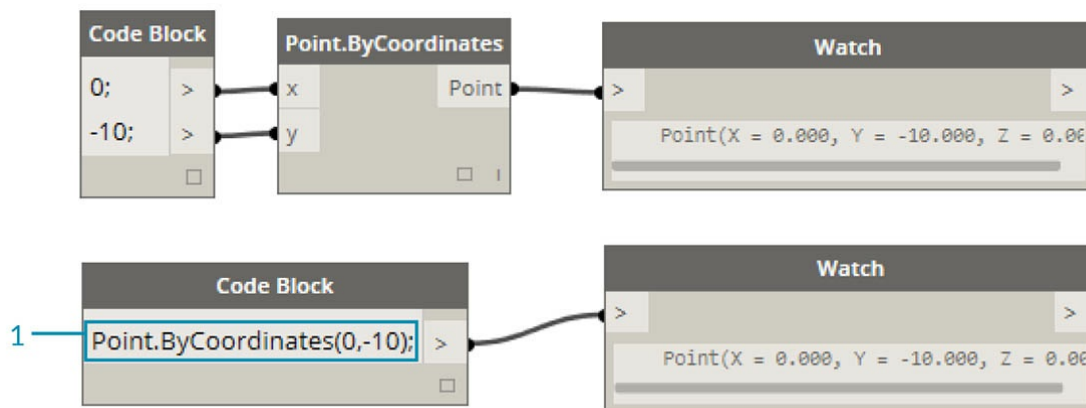 Code Block
0; >
-10; >
Point.ByCoordinates
x Point
y
Watch
> >
Point(X = 0.000, Y = -10.000, Z = 0.00
1
Code Block
Point.ByCoordinates(0,-10); >
Watch
> >
Point(X = 0.000, Y = -10.000, Z = 0.00